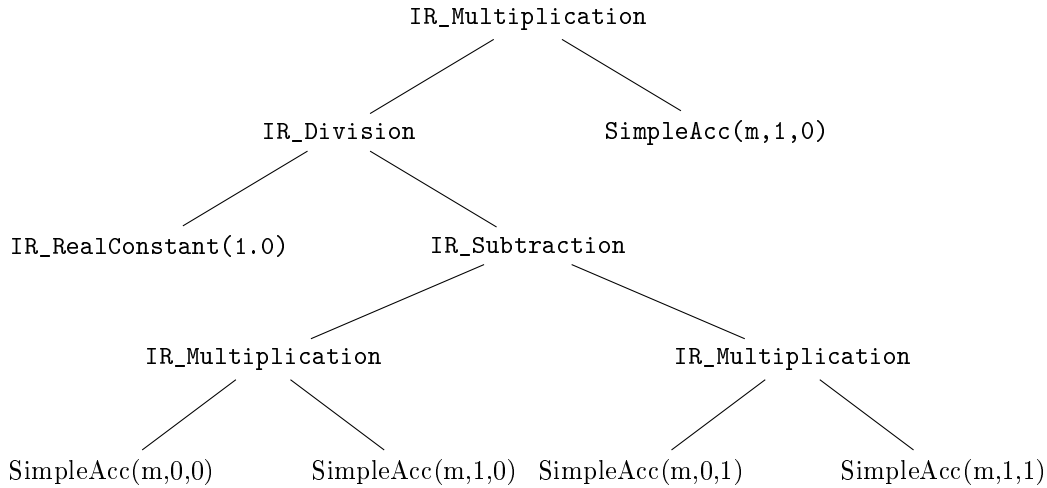 IR_Multiplication
IR_Division SimpleAcc(m,1,0)
IR_RealConstant(1.0) IR_Subtraction
IR_Multiplication IR_Multiplication
SimpleAcc(m,0,0) SimpleAcc(m,1,0) SimpleAcc(m,0,1) SimpleAcc(m,1,1)